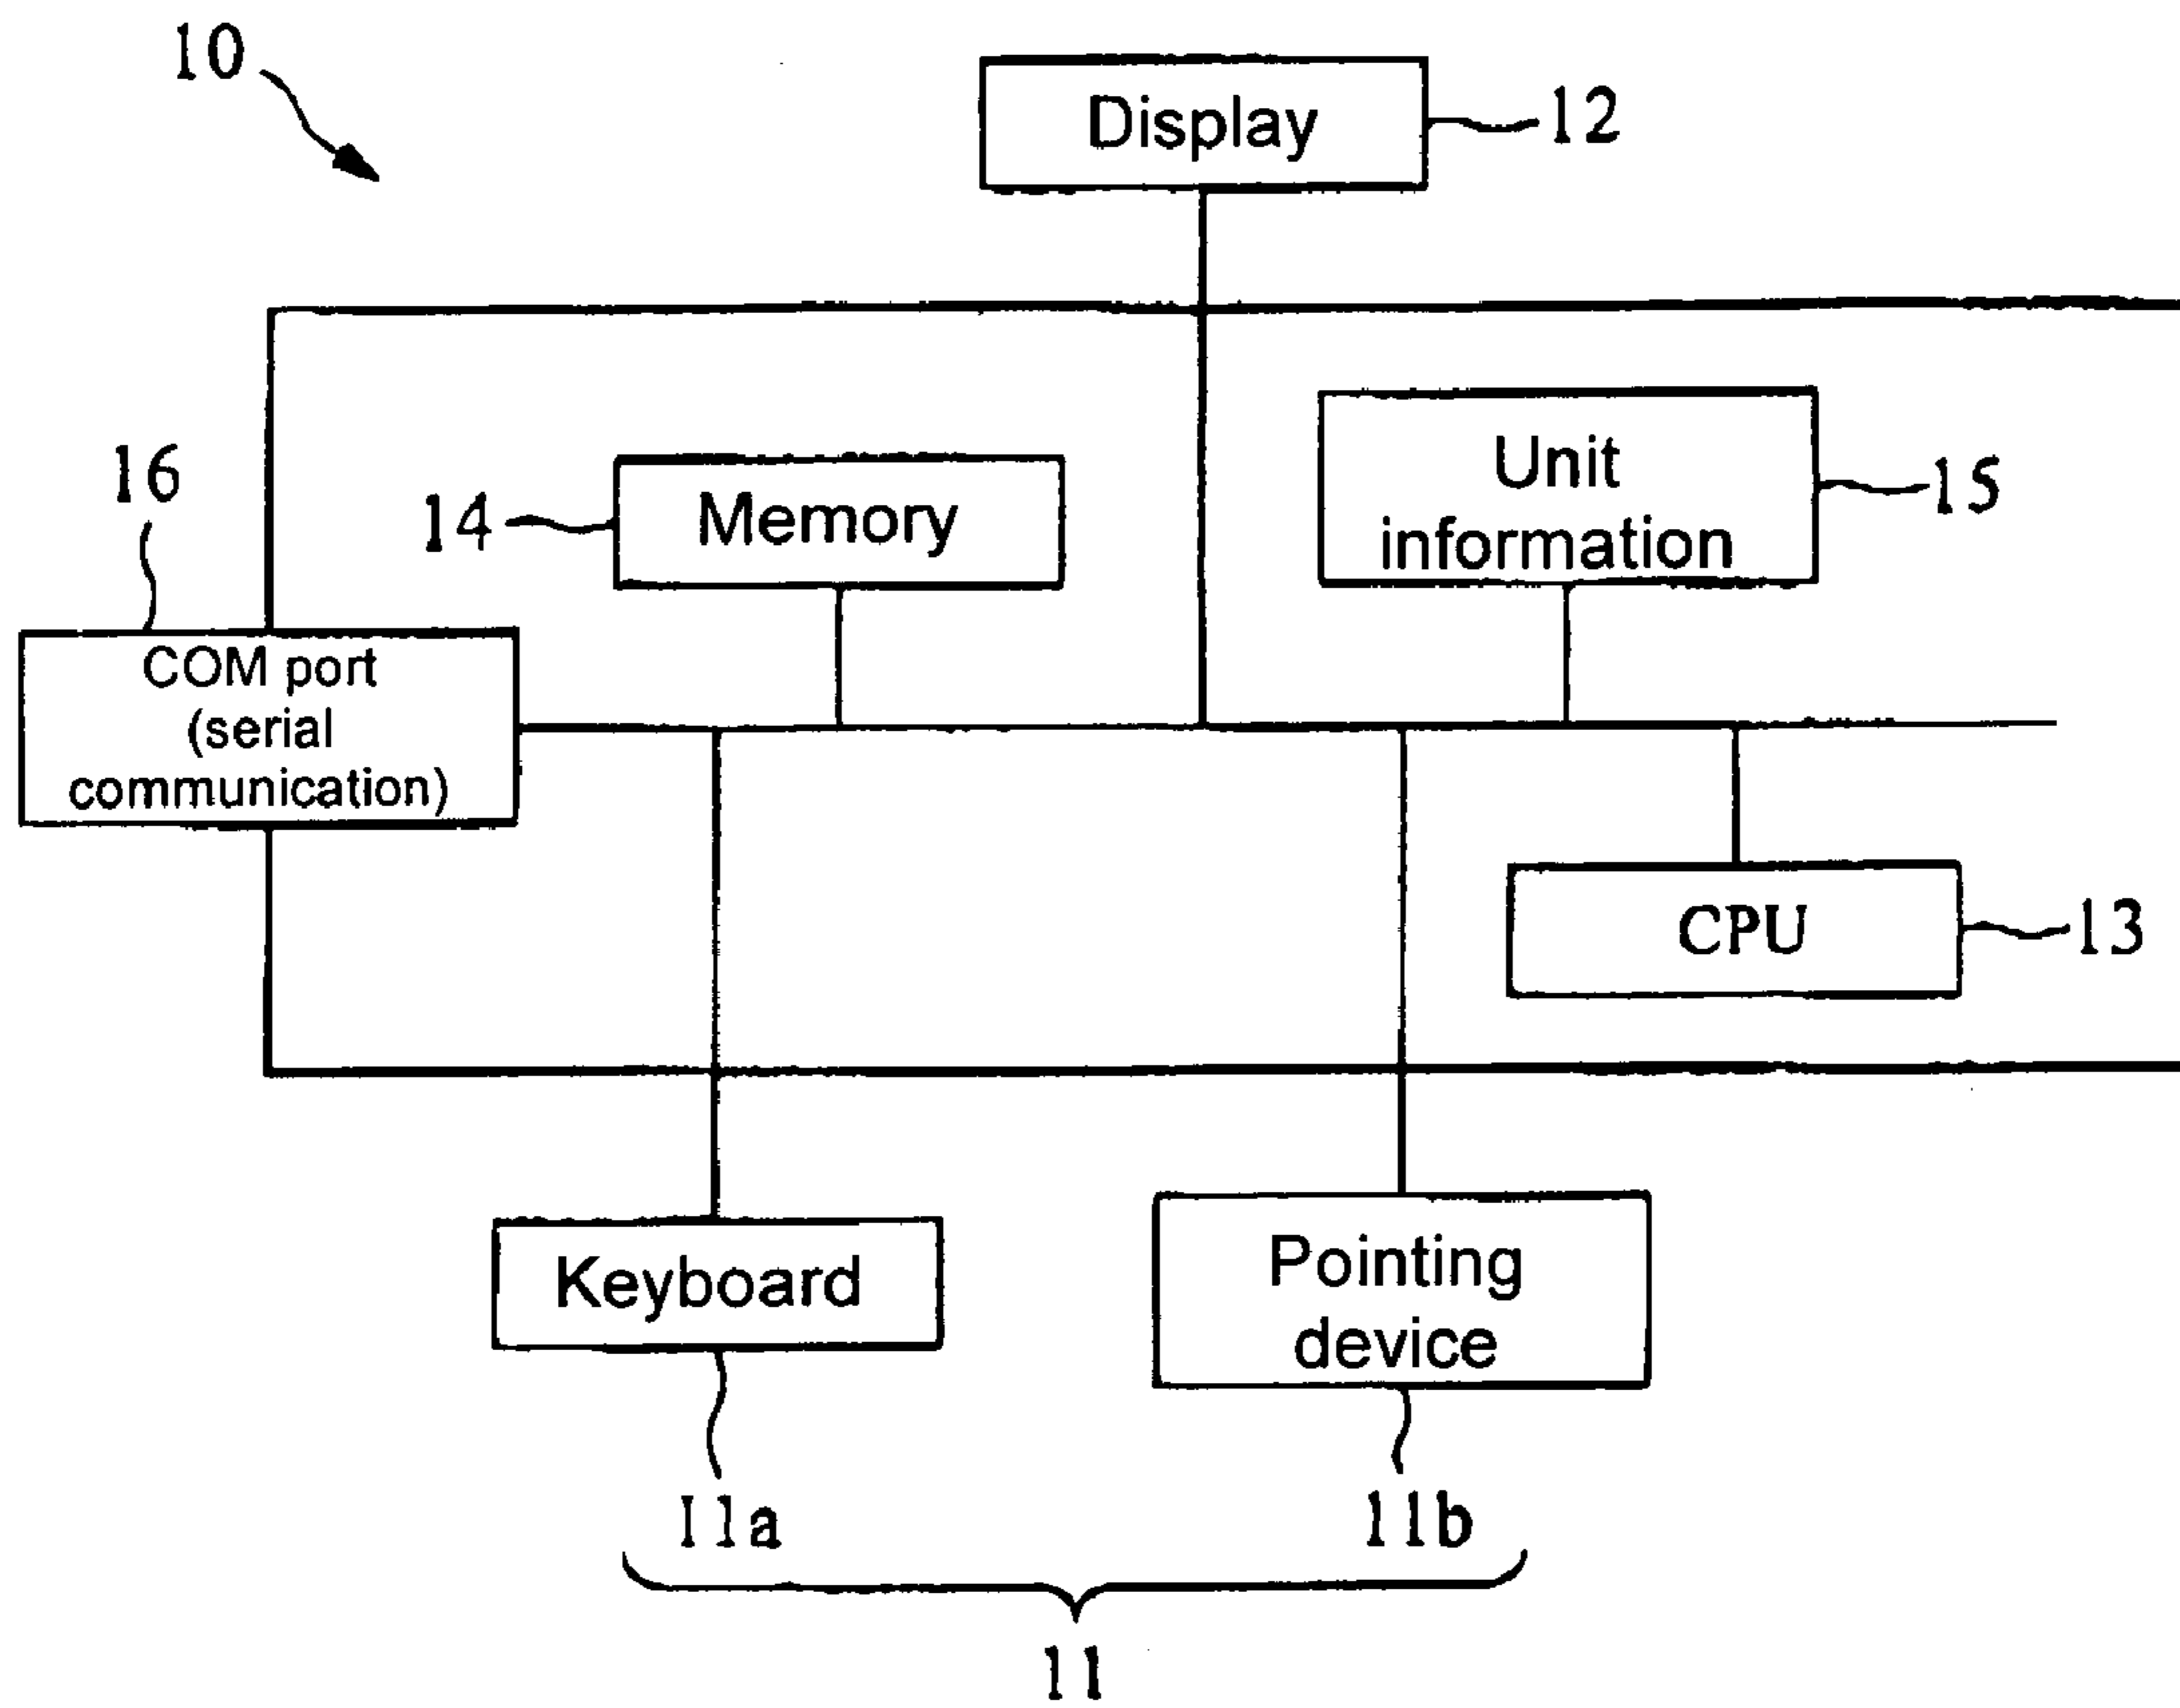 10
Display
12
Unit
information
15
16
14
Memory
COM port
(serial
communication)
CPU
13
Keyboard
Pointing
device
11a
11b
11